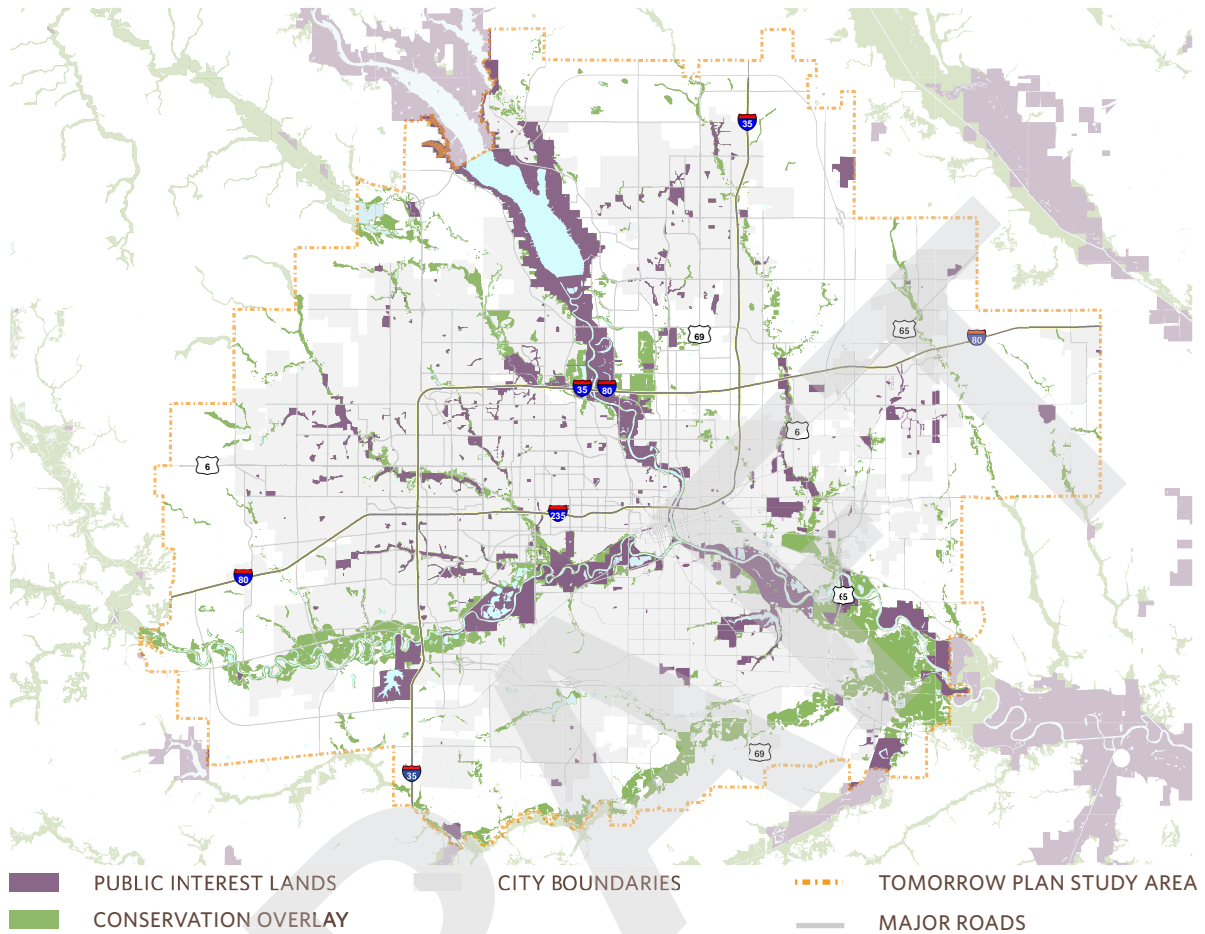 35
69
65
80
35
80
6
6
235
80
65
69
35
PUBLIC INTEREST LANDS
CITY BOUNDARIES
TOMORROW PLAN STUDY AREA
CONSERVATION OVERLAY
MAJOR ROADS